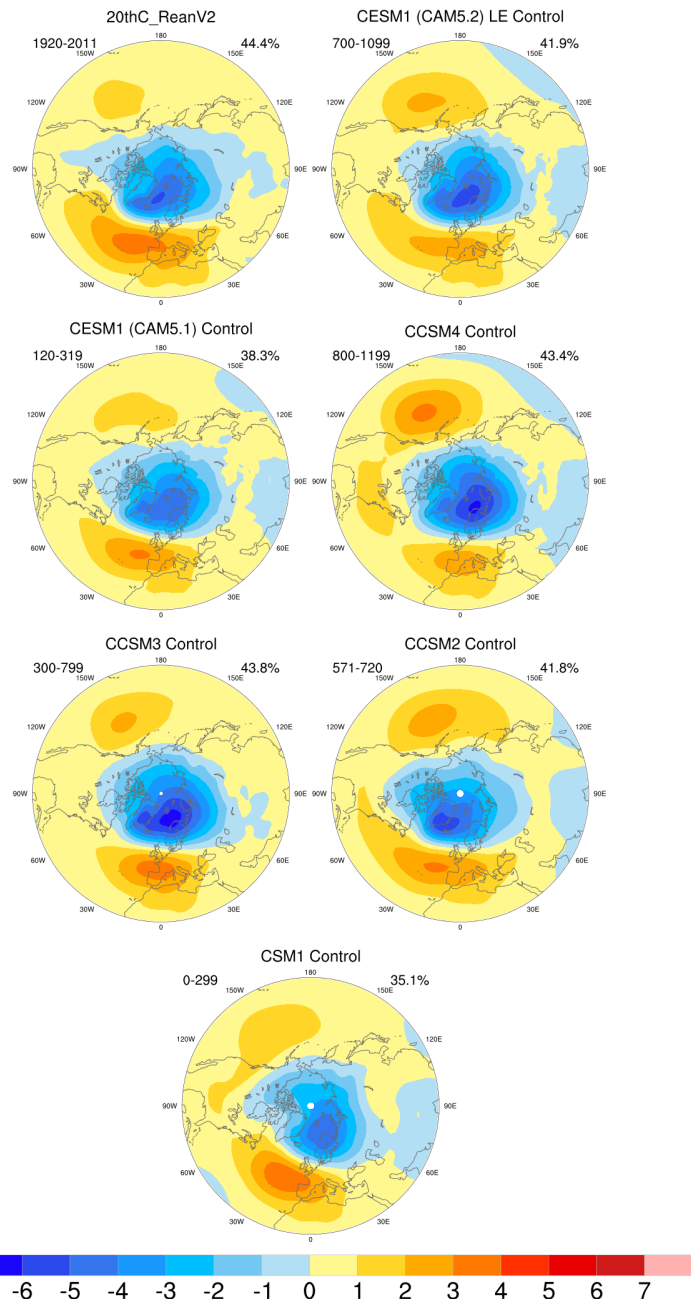 20thC_ReanV2
CESM1 (CAM5.2) LE Control
1920-2011 180 44.4%
700-1099 180 41.9%
150W 150E
150W 150E
120W 120E
120W 120E
90W 90E
90W 90E
60W 60E
60W 60E
30W 30E
30W 30E
0
0
CESM1 (CAM5.1) Control
CCSM4 Control
120-319 180 38.3%
800-1199 180 43.4%
150W 150E
150W 150E
120W 120E
120W 120E
90W 90E
90W 90E
60W 60E
60W 60E
30W 30E
30W 30E
0
0
CCSM3 Control
CCSM2 Control
300-799 180 43.8%
571-720 180 41.8%
150W 150E
150W 150E
120W 120E
120W 120E
90W 90E
90W 90E
60W 60E
60W 60E
30W 30E
30W 30E
0
0
CSM1 Control
0-299 180 35.1%
150W 150E
120W 120E
90W 90E
60W 60E
30W 30E
0
-6 -5 -4 -3 -2 -1 0 1 2 3 4 5 6 7